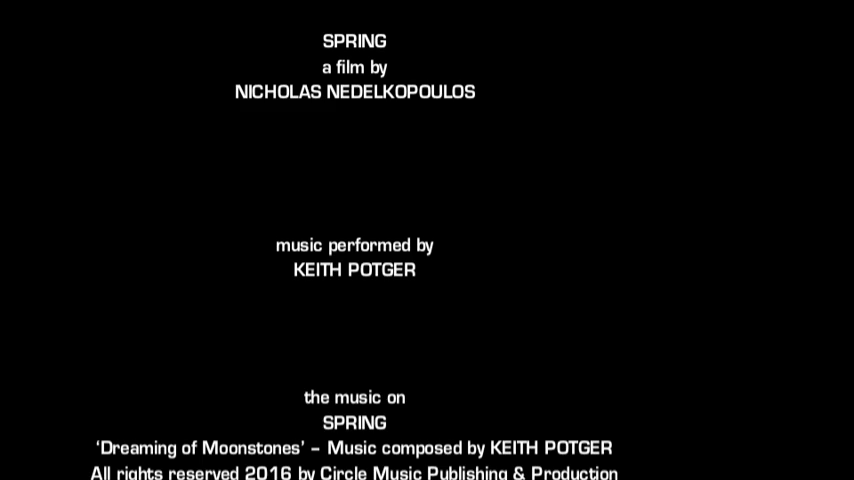 SPRING
a film by
NICHOLAS NEDELKOPOULOS
music performed by
KEITH POTGER
the music on
SPRING
‘Dreaming of Moonstones’ – Music composed by KEITH POTGER
All rights reserved 2016 by Circle Music Publishing & Production